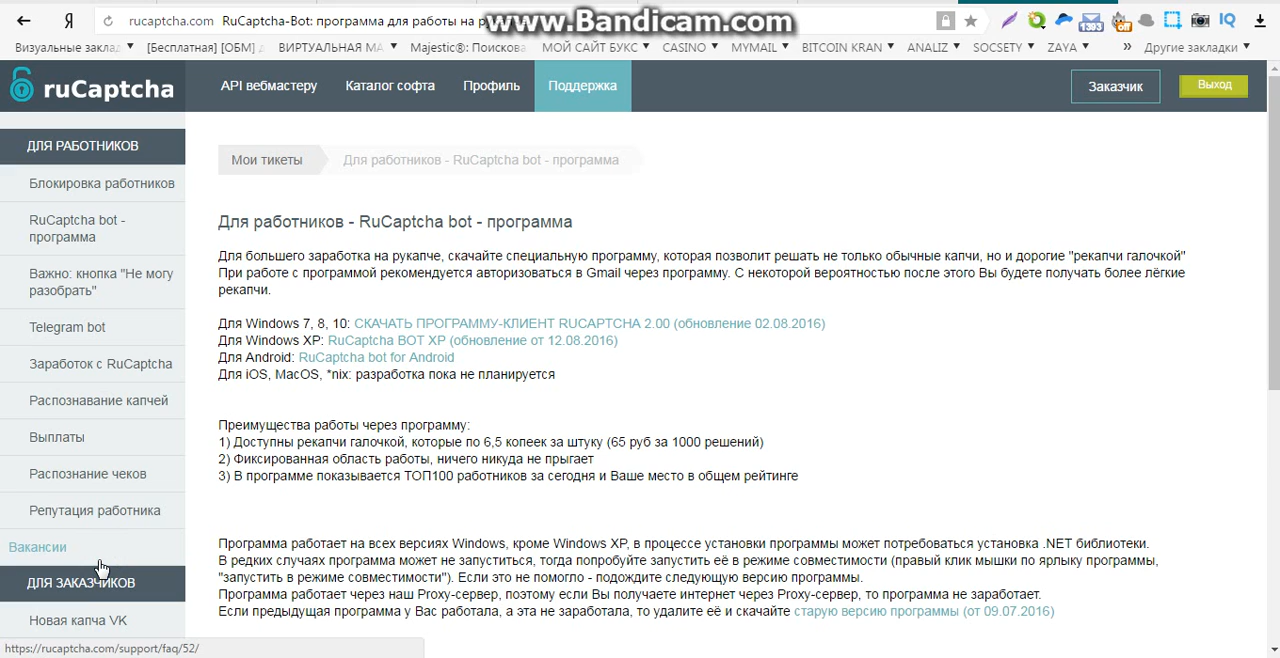 Я rucaptcha.com RuCaptcha-Bot: программа для работы на
www.Bandicam.com
1393 off IQ
Визуальные заклад [Бесплатная] [ОБМ] ВИРТУАЛЬНАЯ МА Majestic®: Поискова МОЙ САЙТ БУКС CASINO MYMAIL BITCOIN KRAN ANALIZ SOCSETY ZAYA » Другие закладки
ruCaptcha API вебмастеру Каталог софта Профиль Поддержка Заказчик Выход
ДЛЯ РАБОТНИКОВ
Блокировка работников
RuCaptcha bot -
программа
Важно: кнопка "Не могу
разобрать"
Telegram bot
Заработок с RuCaptcha
Распознавание капчей
Выплаты
Распознание чеков
Репутация работника
Вакансии
ДЛЯ ЗАКАЗЧИКОВ
Новая капча VK
https://rucaptcha.com/support/faq/52/
Мои тикеты Для работников - RuCaptcha bot - программа
Для работников - RuCaptcha bot - программа
Для большего заработка на рукапче, скачайте специальную программу, которая позволит решать не только обычные капчи, но и дорогие "рекапчи галочкой"
При работе с программой рекомендуется авторизоваться в Gmail через программу. С некоторой вероятностью после этого Вы будете получать более лёгкие
рекапчи.
Для Windows 7, 8, 10: СКАЧАТЬ ПРОГРАММУ-КЛИЕНТ RUCAPTCHA 2.00 (обновление 02.08.2016)
Для Windows XP: RuCaptcha BOT XP (обновление от 12.08.2016)
Для Android: RuCaptcha bot for Android
Для iOS, MacOS, *nix: разработка пока не планируется
Преимущества работы через программу:
1) Доступны рекапчи галочкой, которые по 6,5 копеек за штуку (65 руб за 1000 решений)
2) Фиксированная область работы, ничего никуда не прыгает
3) В программе показывается ТОП100 работников за сегодня и Ваше место в общем рейтинге
Программа работает на всех версиях Windows, кроме Windows XP, в процессе установки программы может потребоваться установка .NET библиотеки.
В редких случаях программа может не запуститься, тогда попробуйте запустить её в режиме совместимости (правый клик мышки по ярлыку программы,
"запустить в режиме совместимости"). Если это не помогло - подождите следующую версию программы.
Программа работает через наш Proxy-сервер, поэтому если Вы получаете интернет через Proxy-сервер, то программа не заработает.
Если предыдущая программа у Вас работала, а эта не заработала, то удалите её и скачайте старую версию программы (от 09.07.2016)